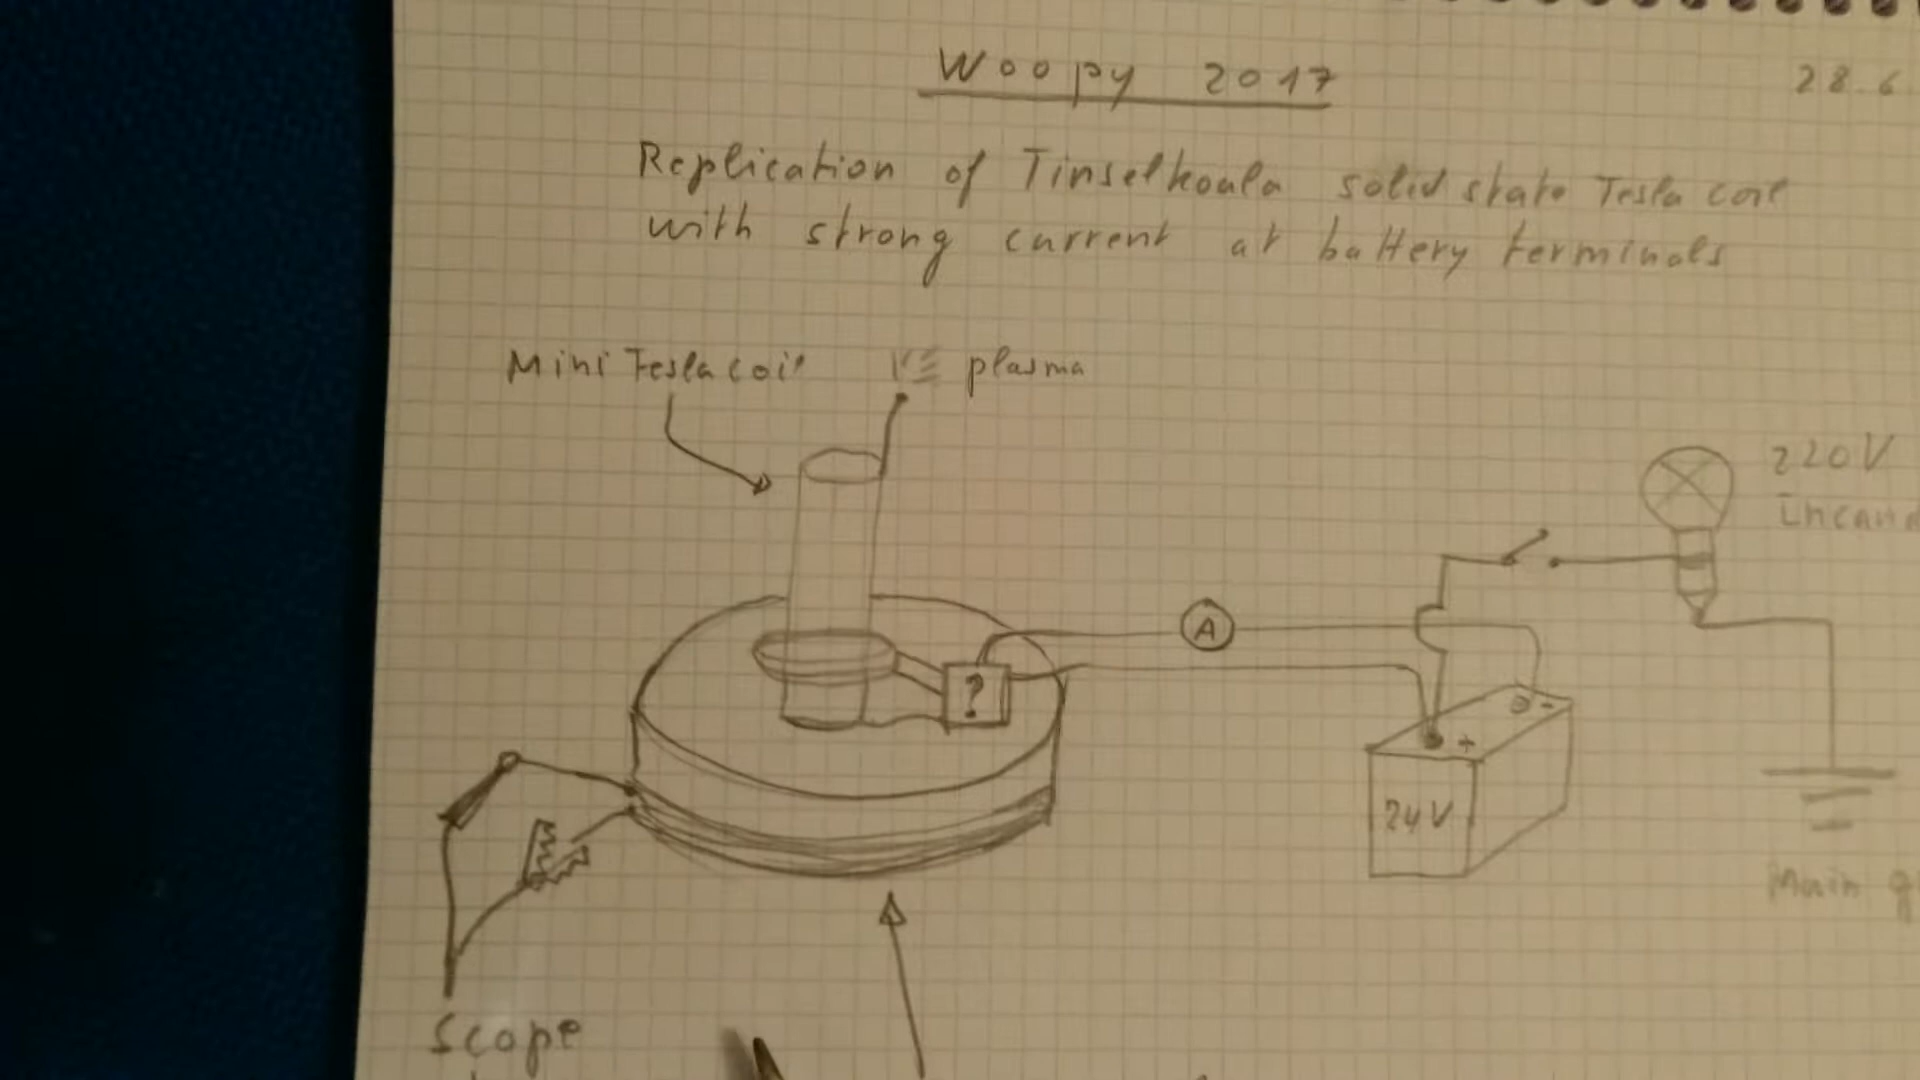 Woopy 2017
28.6
Replication of Tinselkoala solid state Tesla coil
with strong current at battery terminals
Mini Tesla coil
plasma
220V
A
?
+
-
24V
Main
Scope